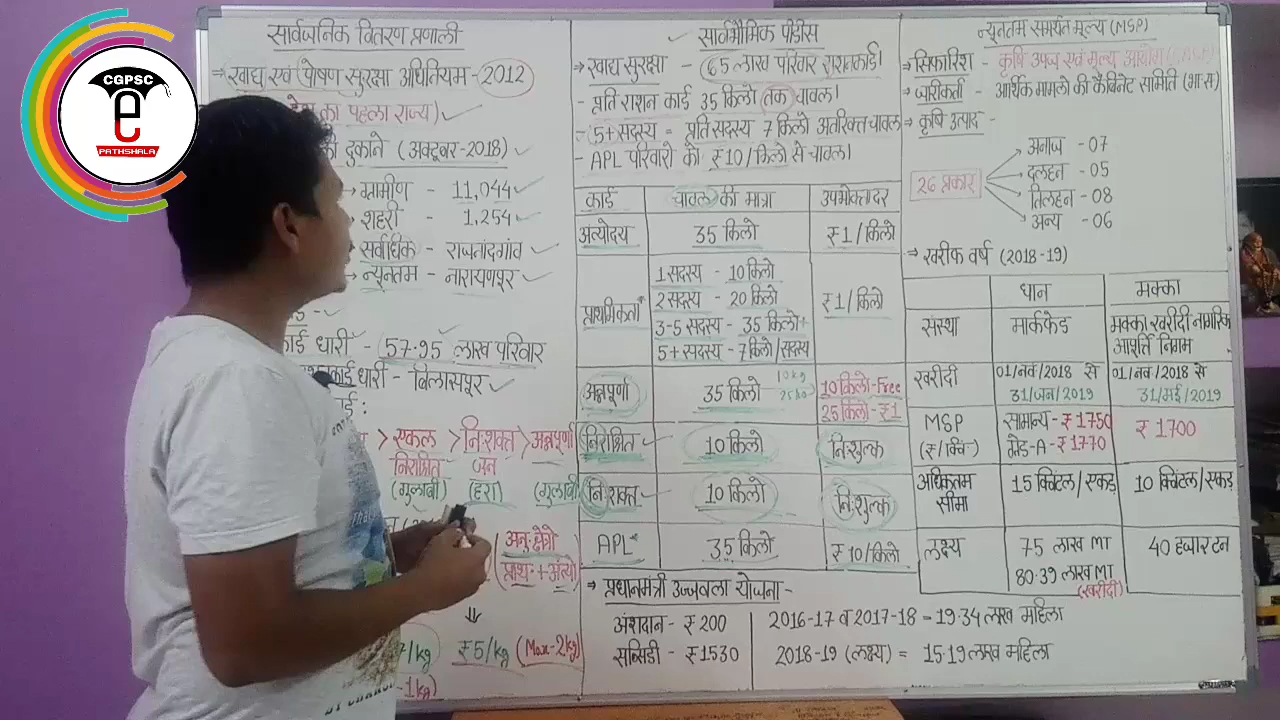 CGPSC
e
PATHSHALA
सार्वजनिक वितरण प्रणाली
→ खाद्य एवं पोषण सुरक्षा अधिनियम - 2012
का पहला राज्य)
दुकाने (अक्टूबर-2018)
ग्रामीण - 11,044
शहरी - 1,254
सर्वाधिक - राजनांदगांव
न्यूनतम - नारायणपुर
कार्ड धारी - (57.95 लाख परिवार
धारी - बिलासपुर
> एकल > नि:शक्त > अन्नपूर्णा
निराश्रित जन
(गुलाबी) (हरा) (गुलाबी
अनु. क्षेत्रो
प्राथ. + अंत्यो
⇓
/kg ₹5/kg (Max-2kg)
-1kg)
सार्वभौमिक पीडीस
→ खाद्य सुरक्षा - (65 लाख परिवार राशनकार्ड।
- प्रति राशन कार्ड 35 किलो तक चावल।
- (5+ सदस्य = प्रति सदस्य 7 किलो अतरिक्त चावल
- APL परिवारो को ₹10/किलो से चावल।
कार्ड चावल की मात्रा उपभोक्ता दर
अन्त्योदय 35 किलो ₹1/किलो
प्राथमिकता 1 सदस्य - 10 किलो ₹1/किलो
2 सदस्य - 20 किलो
3-5 सदस्य - 35 किलो+
5+ सदस्य - 7 किलो/सदस्य
अन्नपूर्णा 35 किलो 10kg 25kg 10 किलो - Free
25 किलो - ₹1
निराश्रित 10 किलो नि:शुल्क
नि:शक्त 10 किलो नि:शुल्क
APL 35 किलो ₹10/किलो
→ प्रधानमंत्री उज्जवला योजना -
अंशदान - ₹200 2016-17 व 2017-18 = 19.34 लाख महिला
सब्सिडी - ₹1530 2018-19 (लक्ष्य) = 15.19 लाख महिला
न्यूनतम समर्थन मूल्य (MSP)
→ सिफारिश - कृषि उपज एवं मूल्य आयोग
→ जारीकर्ता - आर्थिक मामलो की कैबिनेट समिति (भा.स)
→ कृषि उत्पाद -
26 प्रकार
अनाज - 07
दलहन - 05
तिलहन - 08
अन्य - 06
→ खरीफ वर्ष (2018-19)
धान मक्का
संस्था मार्कफेड मक्का खरीदी नागरिक
आपूर्ति निगम
खरीदी 01/नव/2018 से 01/नव/2018 से
31/जन/2019 31/मई/2019
MSP सामान्य - ₹1750 ₹1700
(₹/क्विं-) ग्रेड-A - ₹1770
अधिकतम 15 क्विंटल/एकड़ 10 क्विंटल/एकड़
सीमा
लक्ष्य 75 लाख MT 40 हजार टन
80.39 लाख MT
(खरीदी)